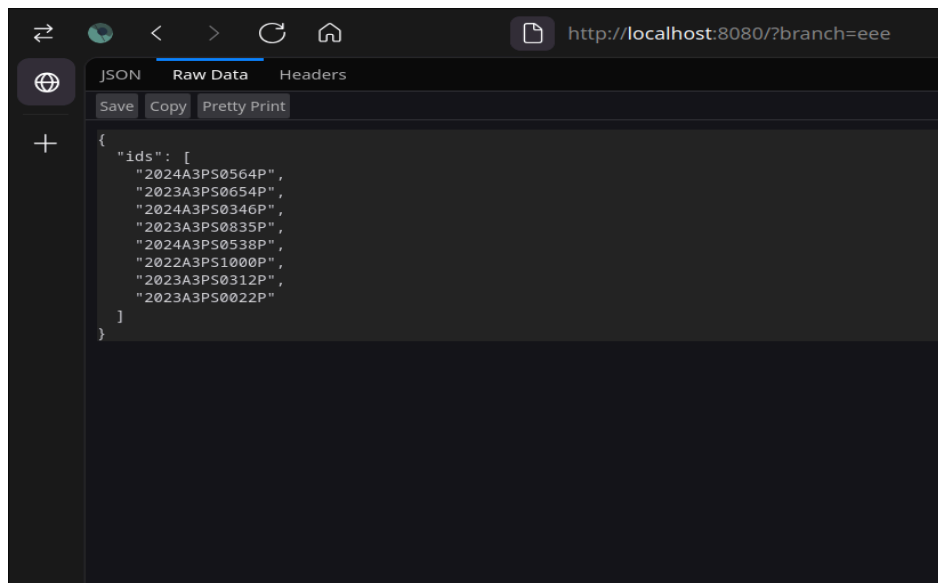 http://localhost:8080/?branch=eee
JSON Raw Data Headers
Save Copy Pretty Print
{
"ids": [
"2024A3PS0564P",
"2023A3PS0654P",
"2024A3PS0346P",
"2023A3PS0835P",
"2024A3PS0538P",
"2022A3PS1000P",
"2023A3PS0312P",
"2023A3PS0022P"
]
}